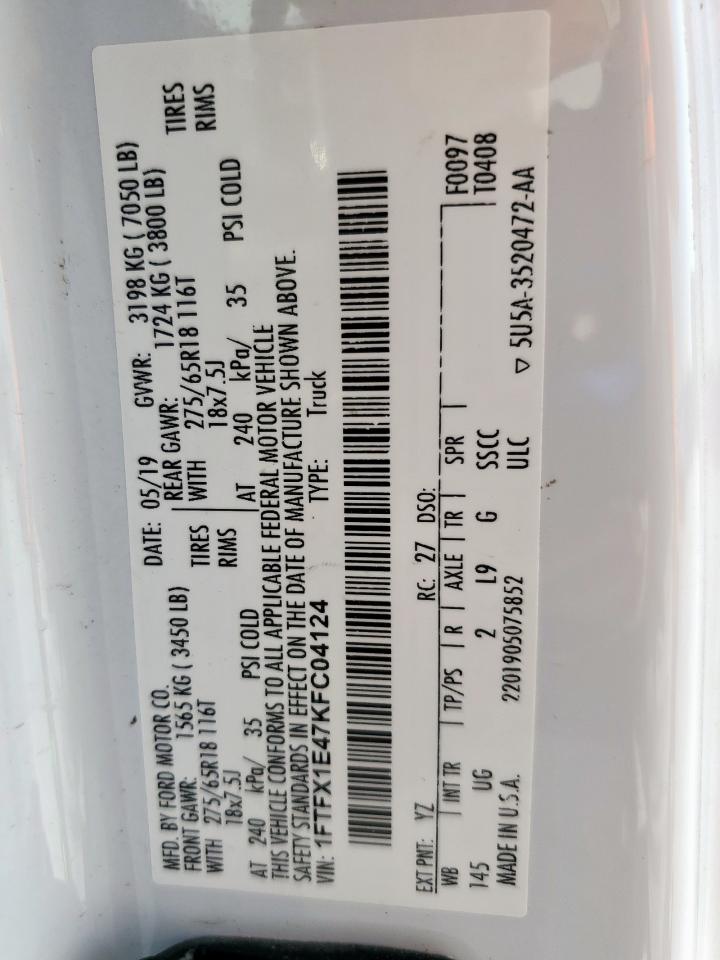 MFD. BY FORD MOTOR CO.
DATE: 05/19 GVWR: 3198 KG ( 7050 LB)
FRONT GAWR: 1565 KG ( 3450 LB) REAR GAWR: 1724 KG ( 3800 LB)
WITH 275/65R18 116T TIRES WITH 275/65R18 116T TIRES
18x7.5J RIMS 18x7.5J RIMS
AT 240 kPa/ 35 PSI COLD AT 240 kPa/ 35 PSI COLD
THIS VEHICLE CONFORMS TO ALL APPLICABLE FEDERAL MOTOR VEHICLE
SAFETY STANDARDS IN EFFECT ON THE DATE OF MANUFACTURE SHOWN ABOVE.
VIN: 1FTFX1E47KFC04124 TYPE: Truck
EXT PNT: YZ RC: 27 DSO: F0097
WB INT TR TP/PS R AXLE TR SPR T0408
145 UG 2 L9 G SSCC
MADE IN U.S.A. 2201905075852 ULC ▽ 5U5A-3520472-AA